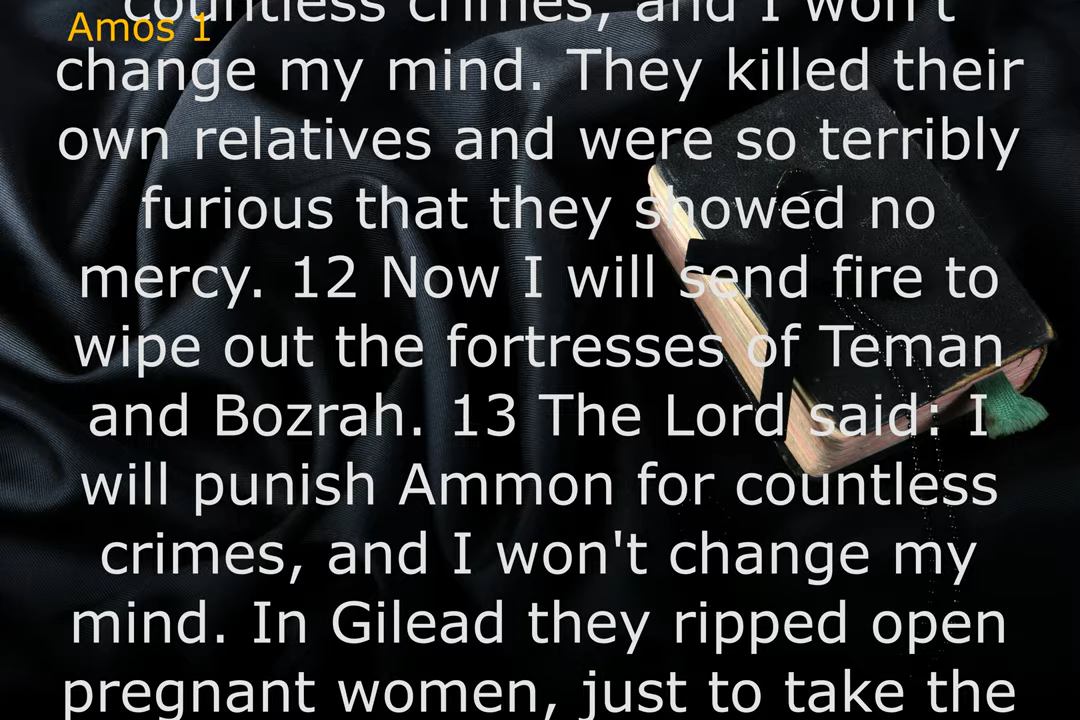 countless crimes, and I won't
Amos 1
change my mind. They killed their
own relatives and were so terribly
furious that they showed no
mercy. 12 Now I will send fire to
wipe out the fortresses of Teman
and Bozrah. 13 The Lord said: I
will punish Ammon for countless
crimes, and I won't change my
mind. In Gilead they ripped open
pregnant women, just to take the